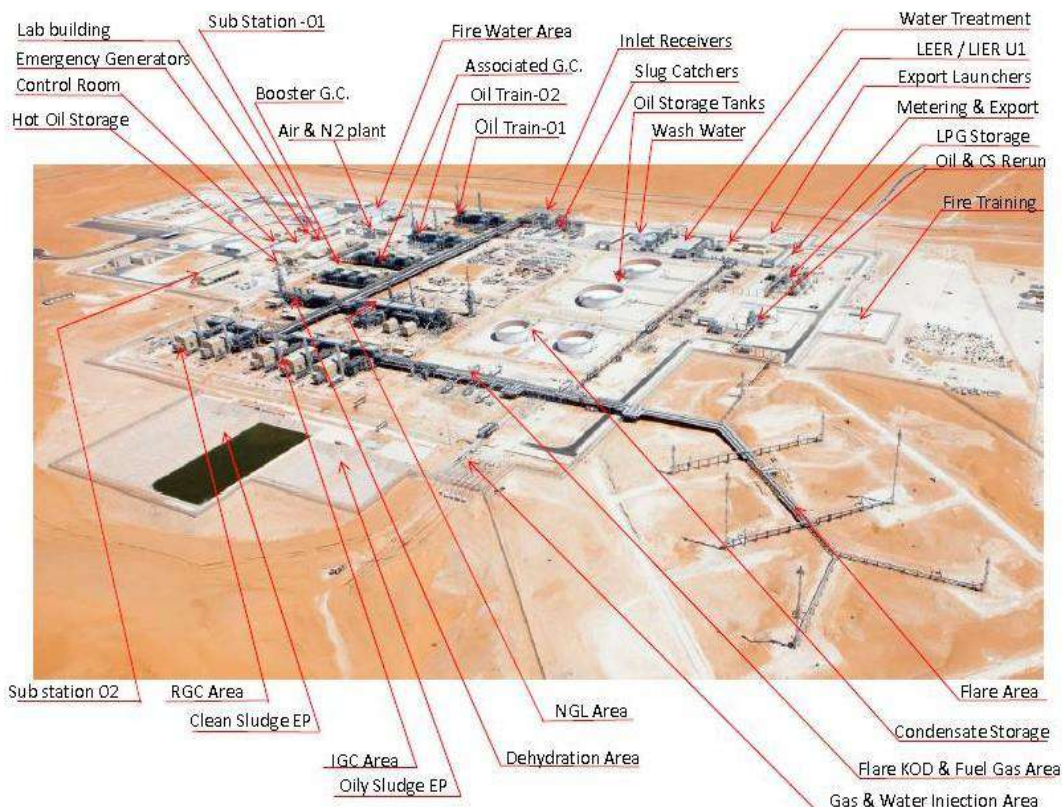 Lab building
Sub Station -01
Fire Water Area
Inlet Receivers
Water Treatment
Emergency Generators
Associated G.C.
Slug Catchers
LEER / LIER U1
Control Room
Booster G.C.
Oil Train-02
Oil Storage Tanks
Export Launchers
Hot Oil Storage
Air & N2 plant
Oil Train-01
Wash Water
Metering & Export
LPG Storage
Oil & CS Rerun
Fire Training
Sub station 02
RGC Area
Clean Sludge EP
IGC Area
Oily Sludge EP
NGL Area
Dehydration Area
Flare Area
Condensate Storage
Flare KOD & Fuel Gas Area
Gas & Water Injection Area